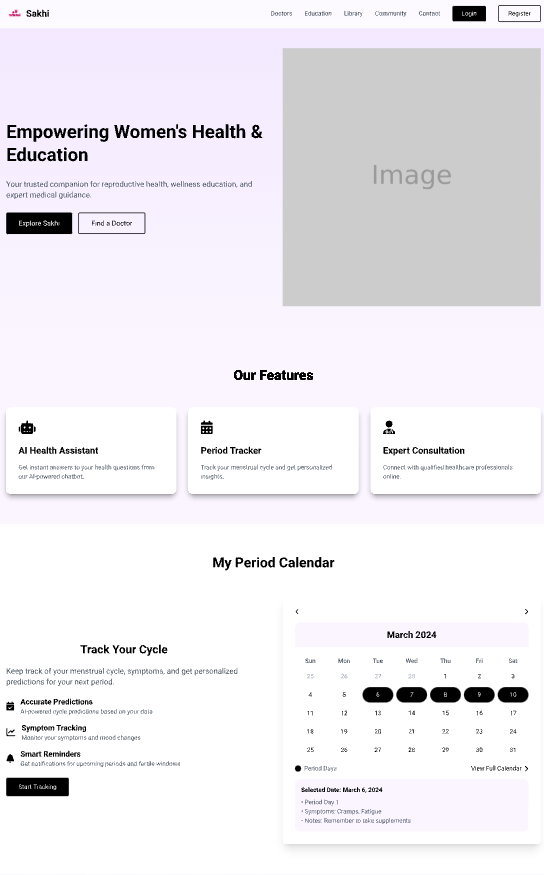 Sakhi
Doctors Education Library Community Contact Login Register
Empowering Women's Health &
Education
Your trusted companion for reproductive health, wellness education, and
expert medical guidance.
Explore Sakhi Find a Doctor
Image
Our Features
AI Health Assistant
Get instant answers to your health questions from
our AI-powered chatbot.
Period Tracker
Track your menstrual cycle and get personalized
insights.
Expert Consultation
Connect with qualified healthcare professionals
online.
My Period Calendar
Track Your Cycle
Keep track of your menstrual cycle, symptoms, and get personalized
predictions for your next period.
Accurate Predictions
AI-powered cycle predictions based on your data
Symptom Tracking
Monitor your symptoms and mood changes
Smart Reminders
Get notifications for upcoming periods and fertile windows
Start Tracking
March 2024
Sun Mon Tue Wed Thu Fri Sat
25 26 27 28 1 2 3
4 5 6 7 8 9 10
11 12 13 14 15 16 17
18 19 20 21 22 23 24
25 26 27 28 29 30 31
Period Days View Full Calendar
Selected Date: March 6, 2024
• Period Day 1
• Symptoms: Cramps, Fatigue
• Notes: Remember to take supplements